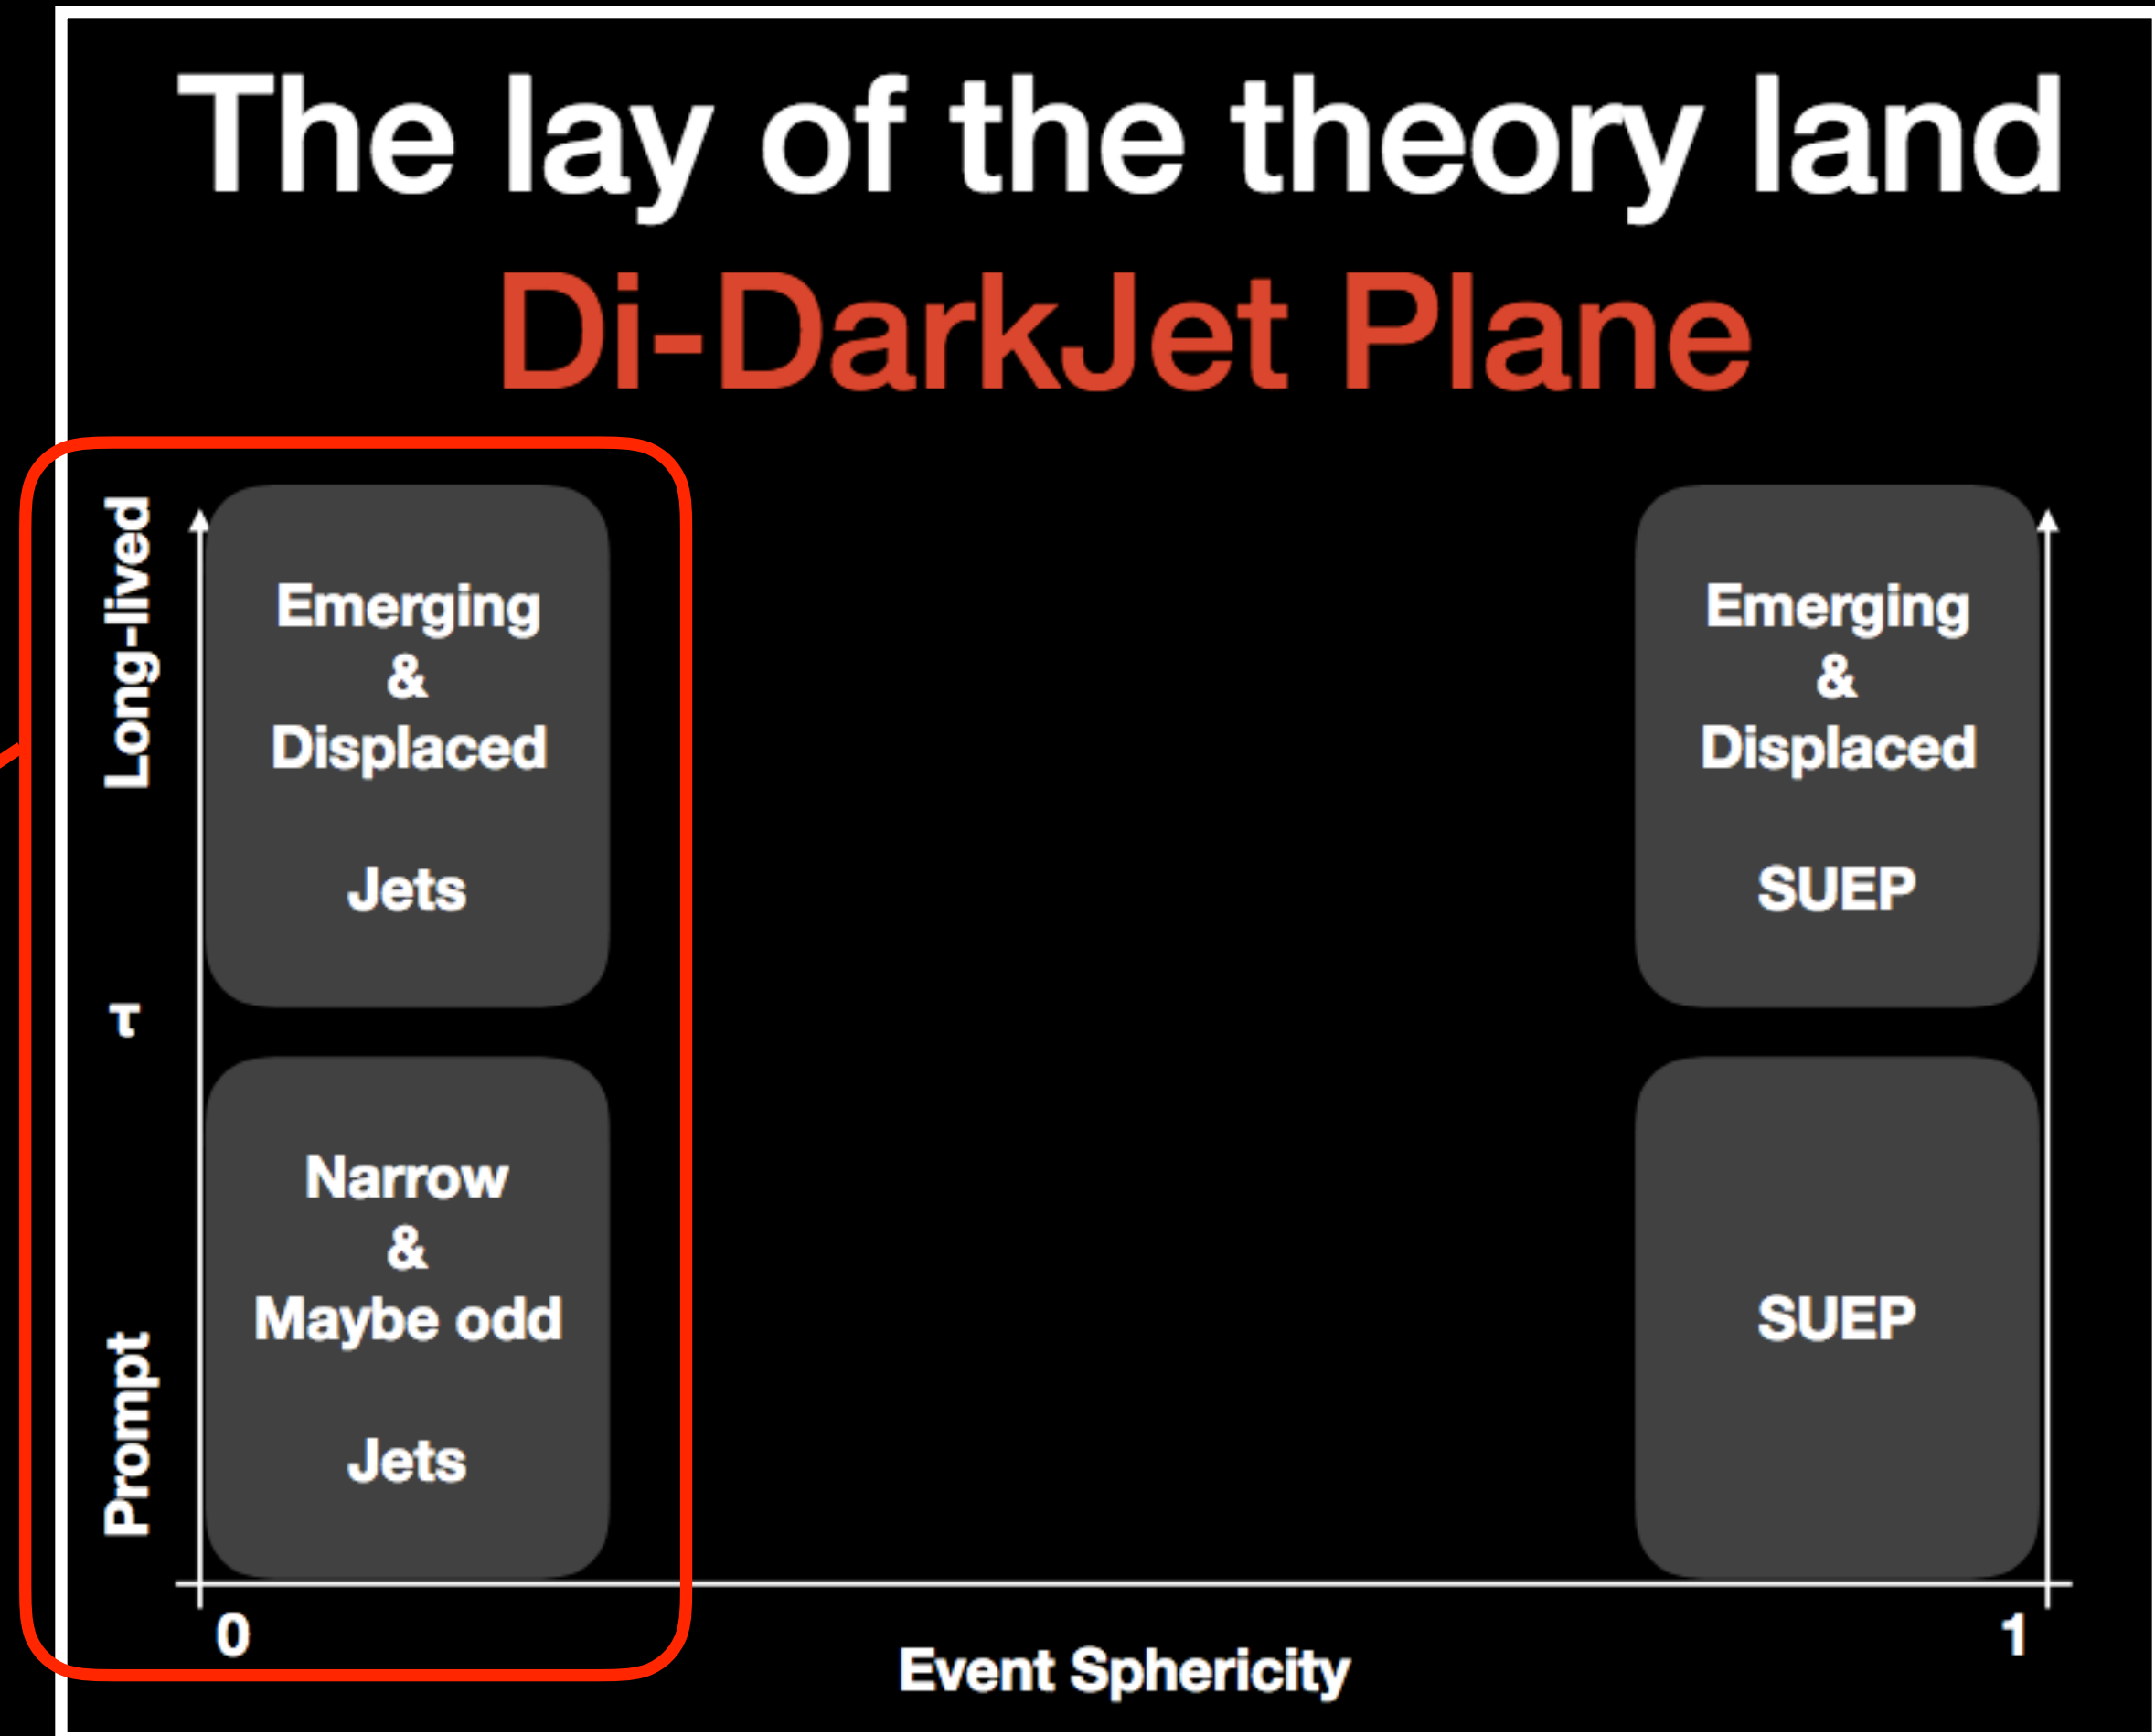 The lay of the theory land
Di-DarkJet Plane
Long-lived
τ
Prompt
Emerging
&
Displaced
Jets
Narrow
&
Maybe odd
Jets
Emerging
&
Displaced
SUEP
SUEP
0
1
Event Sphericity